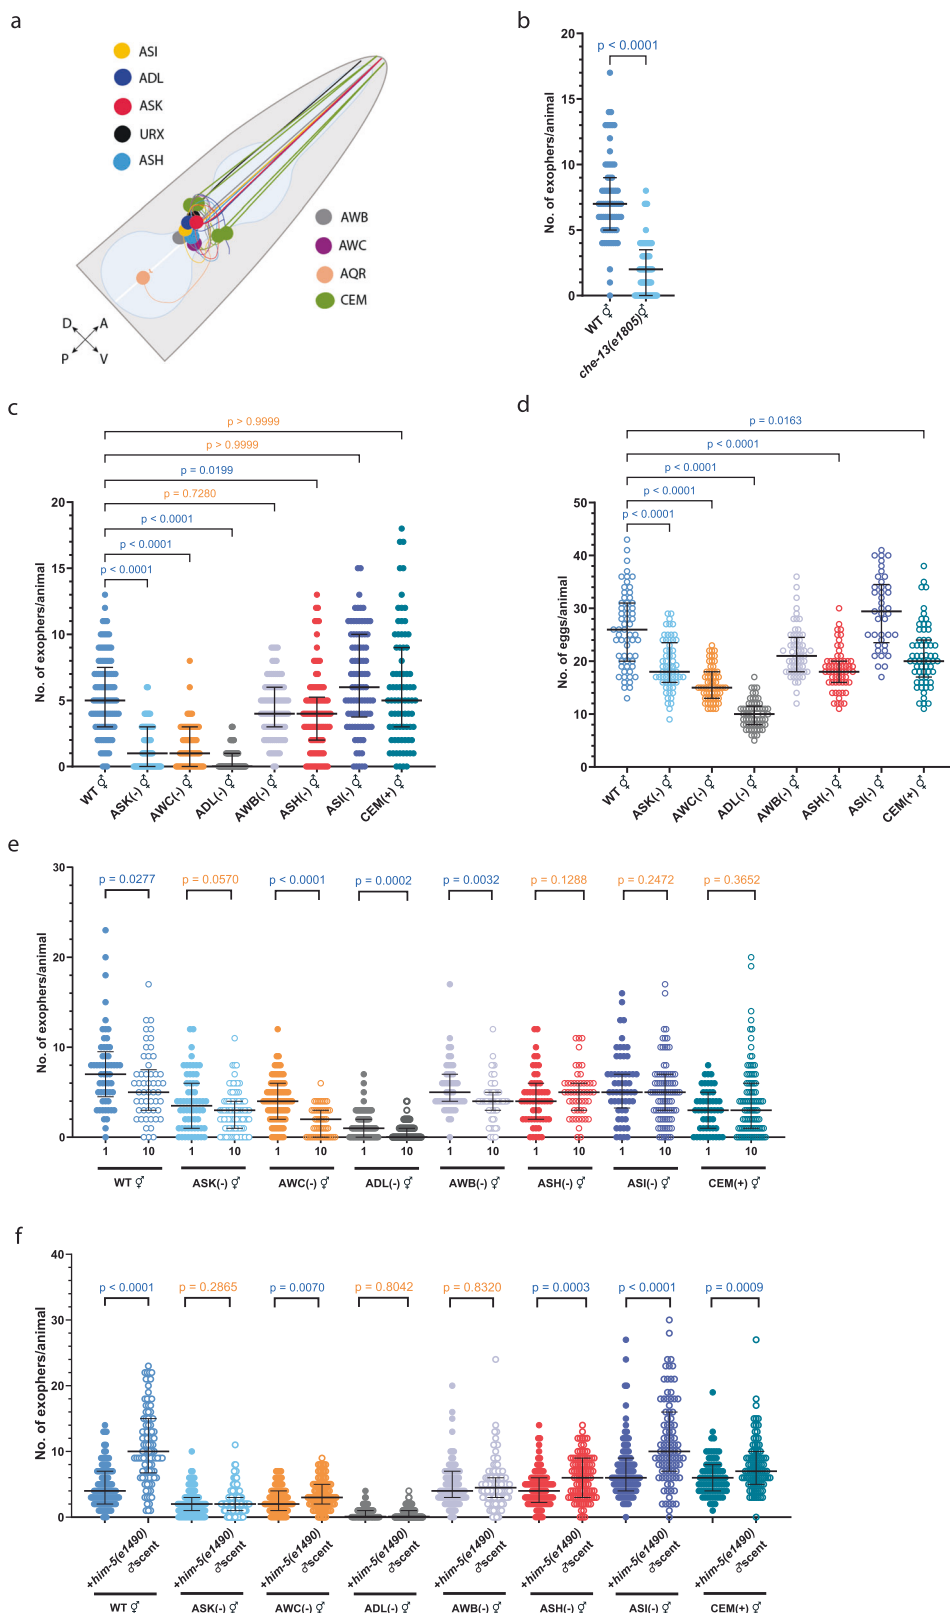 a
ASI
ADL
ASK
URX
ASH
AWB
AWC
AQR
CEM
D
A
P
V
b
p < 0.0001
No. of exophers/animal
20
15
10
5
0
WT ⚥
che-13(e1805)⚥
c
p > 0.9999
p > 0.9999
p = 0.0199
p = 0.7280
p < 0.0001
p < 0.0001
p < 0.0001
No. of exophers/animal
20
15
10
5
0
WT ⚥
ASK(-) ⚥
AWC(-) ⚥
ADL(-) ⚥
AWB(-) ⚥
ASH(-) ⚥
ASI(-) ⚥
CEM(+) ⚥
d
p = 0.0163
p < 0.0001
p < 0.0001
p < 0.0001
p < 0.0001
No. of eggs/animal
50
40
30
20
10
0
WT ⚥
ASK(-) ⚥
AWC(-) ⚥
ADL(-) ⚥
AWB(-) ⚥
ASH(-) ⚥
ASI(-) ⚥
CEM(+) ⚥
e
No. of exophers/animal
30
20
10
0
p = 0.0277
p = 0.0570
p < 0.0001
p = 0.0002
p = 0.0032
p = 0.1288
p = 0.2472
p = 0.3652
1 10 1 10 1 10 1 10 1 10 1 10 1 10 1 10
WT ⚥ ASK(-) ⚥ AWC(-) ⚥ ADL(-) ⚥ AWB(-) ⚥ ASH(-) ⚥ ASI(-) ⚥ CEM(+) ⚥
f
No. of exophers/animal
40
30
20
10
0
p < 0.0001
p = 0.2865
p = 0.0070
p = 0.8042
p = 0.8320
p = 0.0003
p < 0.0001
p = 0.0009
+him-5(e1490)
♂scent
+him-5(e1490)
♂scent
+him-5(e1490)
♂scent
+him-5(e1490)
♂scent
+him-5(e1490)
♂scent
+him-5(e1490)
♂scent
+him-5(e1490)
♂scent
+him-5(e1490)
♂scent
WT ⚥ ASK(-) ⚥ AWC(-) ⚥ ADL(-) ⚥ AWB(-) ⚥ ASH(-) ⚥ ASI(-) ⚥ CEM(+) ⚥